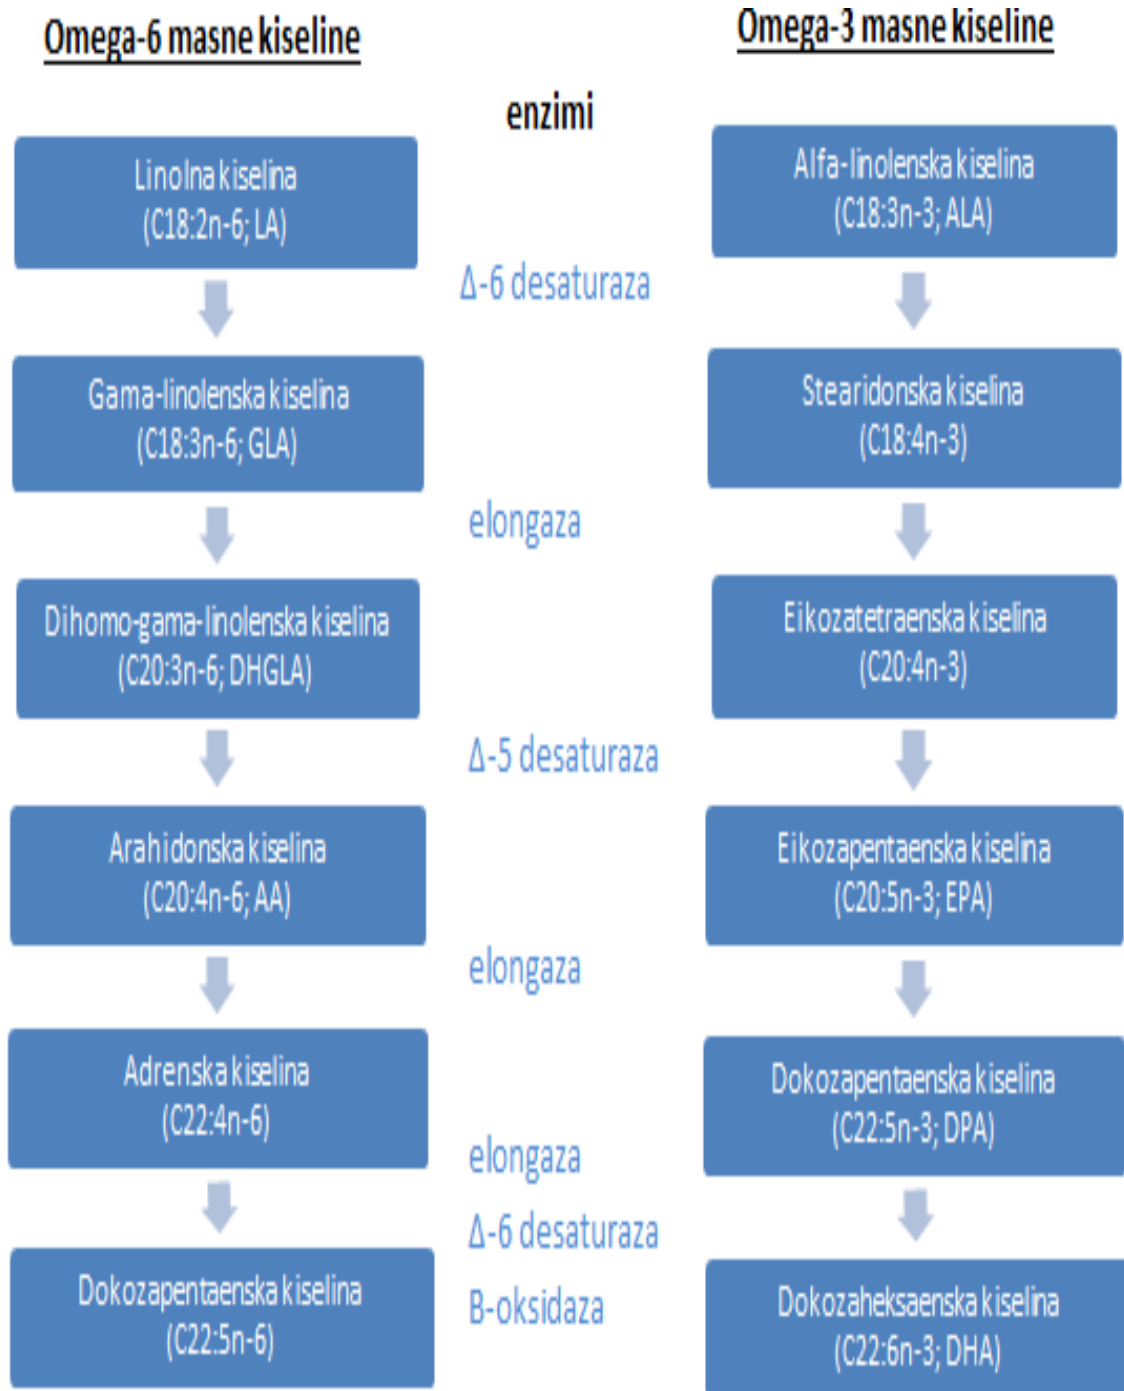 Omega-6 masne kiseline
Omega-3 masne kiseline
enzimi
Linolna kiselina
(C18:2n-6; LA)
Alfa-linolenska kiselina
(C18:3n-3; ALA)
Δ-6 desaturaza
Gama-linolenska kiselina
(C18:3n-6; GLA)
Stearidonska kiselina
(C18:4n-3)
elongaza
Dihomo-gama-linolenska kiselina
(C20:3n-6; DHGLA)
Eikozatetraenska kiselina
(C20:4n-3)
Δ-5 desaturaza
Arahidonska kiselina
(C20:4n-6; AA)
Eikozapentaenska kiselina
(C20:5n-3; EPA)
elongaza
Adrenska kiselina
(C22:4n-6)
Dokozapentaenska kiselina
(C22:5n-3; DPA)
elongaza
Δ-6 desaturaza
B-oksidaza
Dokozapentaenska kiselina
(C22:5n-6)
Dokozaheksaenska kiselina
(C22:6n-3; DHA)